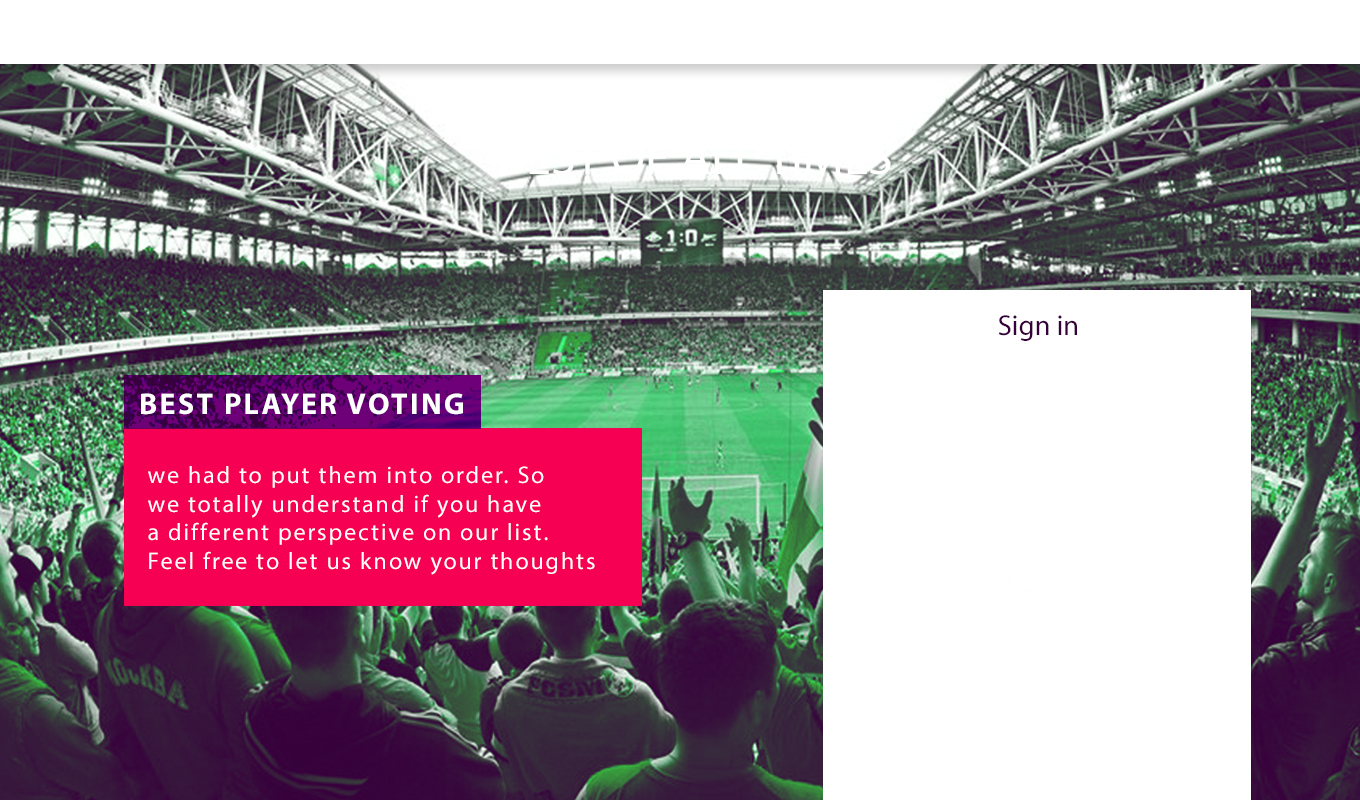 1:0
Sign in
BEST PLAYER VOTING
we had to put them into order. So
we totally understand if you have
a different perspective on our list.
Feel free to let us know your thoughts
МОСКВА